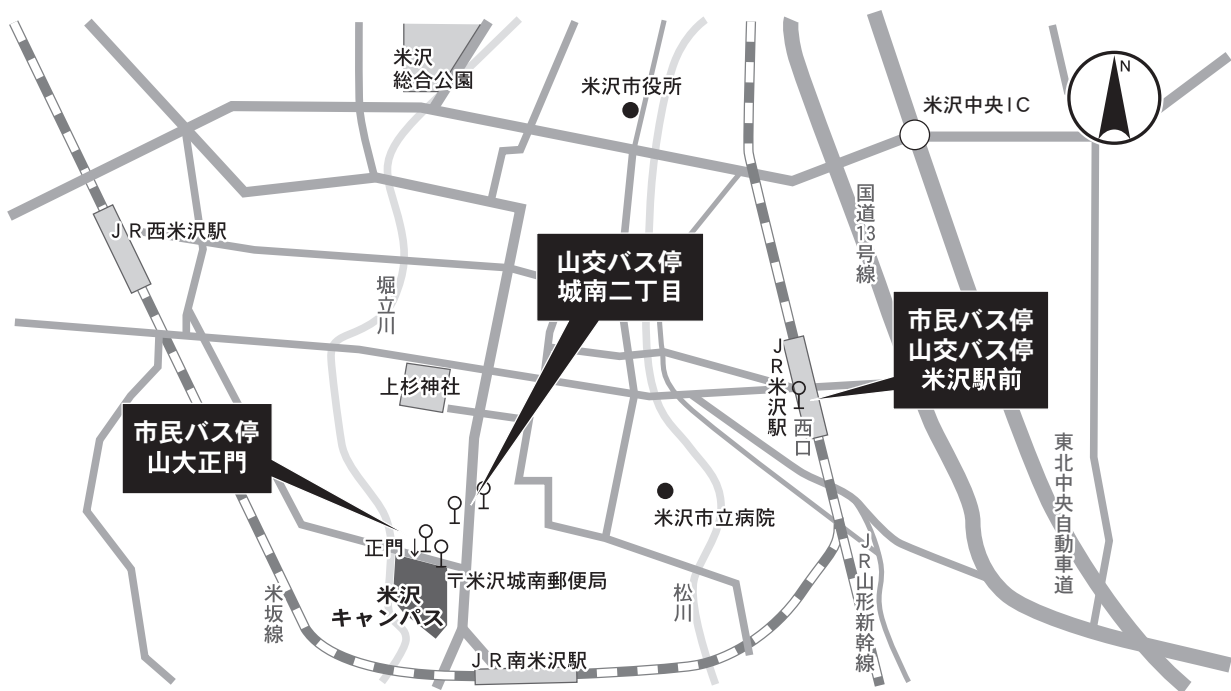 米沢
総合公園
米沢市役所
米沢中央IC
N
国道13号線
JR西米沢駅
堀立川
山交バス停
城南二丁目
市民バス停
山交バス停
米沢駅前
JR米沢駅
西口
上杉神社
市民バス停
山大正門
東北中央自動車道
米沢市立病院
正門↓
〒米沢城南郵便局
米沢
キャンパス
米坂線
松川
JR山形新幹線
JR南米沢駅